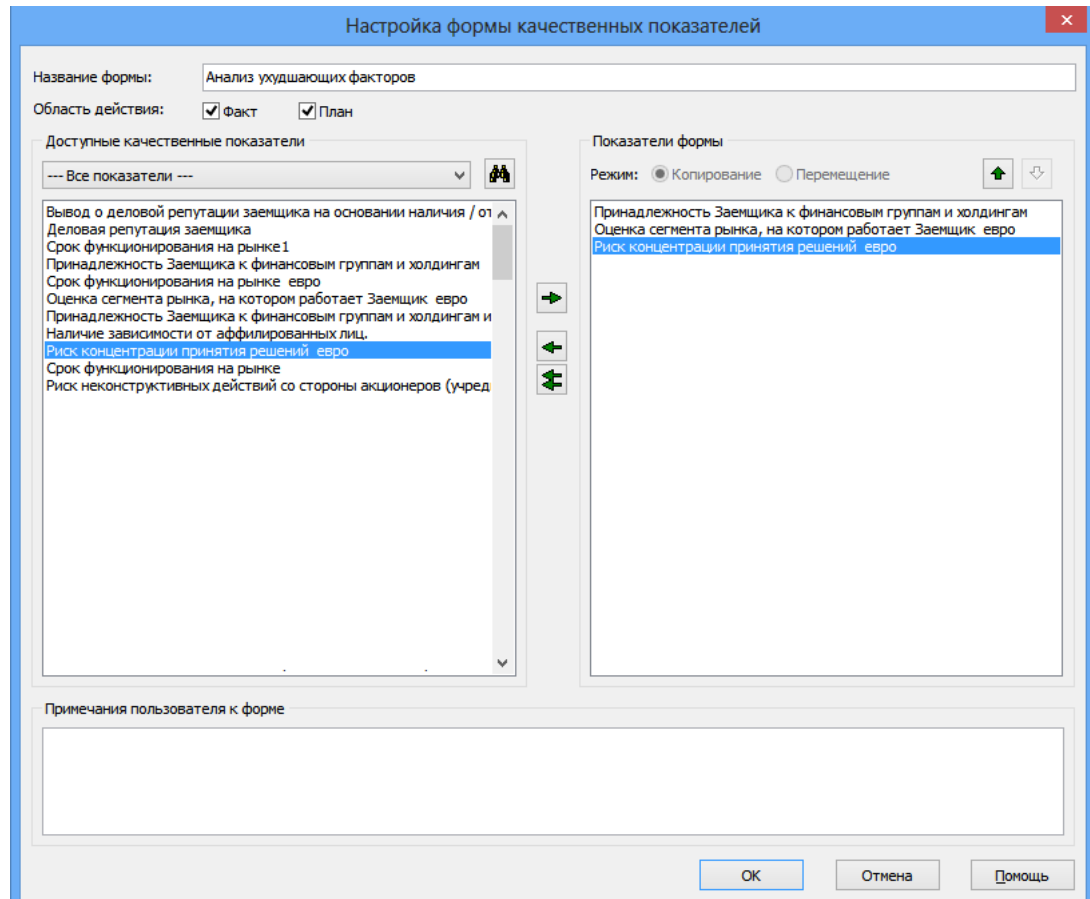 Настройка формы качественных показателей
Название формы: Анализ ухудшающих факторов
Область действия: Факт План
Доступные качественные показатели
--- Все показатели ---
Вывод о деловой репутации заемщика на основании наличия / от
Деловая репутация заемщика
Срок функционирования на рынке1
Принадлежность Заемщика к финансовым группам и холдингам
Срок функционирования на рынке евро
Оценка сегмента рынка, на котором работает Заемщик евро
Принадлежность Заемщика к финансовым группам и холдингам и
Наличие зависимости от аффилированных лиц.
Риск концентрации принятия решений евро
Срок функционирования на рынке
Риск неконструктивных действий со стороны акционеров (учред
Показатели формы
Режим: Копирование Перемещение
Принадлежность Заемщика к финансовым группам и холдингам
Оценка сегмента рынка, на котором работает Заемщик евро
Риск концентрации принятия решений евро
Примечания пользователя к форме
ОК Отмена Помощь